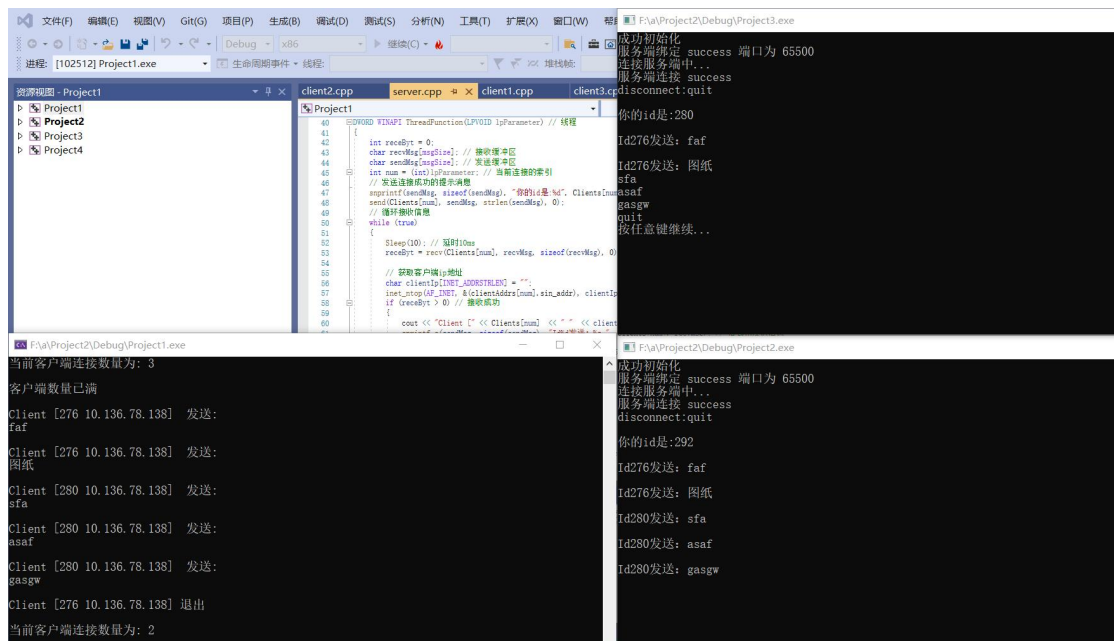 文件(F) 编辑(E) 视图(V) Git(G) 项目(P) 生成(B) 调试(D) 测试(S) 分析(N) 工具(T) 扩展(X) 窗口(W)
Debug x86 继续(C)
进程: [102512] Project1.exe 生命周期事件 线程: 堆栈帧:
资源视图 - Project1
Project1
Project2
Project3
Project4
client2.cpp server.cpp client1.cpp client3.cp
Project1
40 DWORD WINAPI ThreadFunction(LPVOID lpParameter) // 线程
41 {
42 int receByt = 0;
43 char recvMsg[msgSize]; // 接收缓冲区
44 char sendMsg[msgSize]; // 发送缓冲区
45 int num = (int)lpParameter; // 当前连接的索引
46 // 发送连接成功的提示消息
47 snprintf(sendMsg, sizeof(sendMsg), "你的id是:%d", Clients[num
48 send(Clients[num], sendMsg, strlen(sendMsg), 0);
49 // 循环接收信息
50 while (true)
51 {
52 Sleep(10); // 延时10ms
53 receByt = recv(Clients[num], recvMsg, sizeof(recvMsg), 0)
54
55 // 获取客户端ip地址
56 char clientIp[INET_ADDRSTRLEN] = "";
57 inet_ntop(AF_INET, &(clientAddrs[num].sin_addr), clientIp
58 if (receByt > 0) // 接收成功
59 {
60 cout << "Client [" << Clients[num] << " " << client
F:\a\Project2\Debug\Project3.exe
成功初始化
服务端绑定 success 端口为 65500
连接服务端中...
服务端连接 success
disconnect:quit
你的id是:280
Id276发送: faf
Id276发送: 图纸
sfa
asaf
gasgw
quit
按任意键继续...
F:\a\Project2\Debug\Project1.exe
当前客户端连接数量为: 3
客户端数量已满
Client [276 10.136.78.138] 发送:
faf
Client [276 10.136.78.138] 发送:
图纸
Client [280 10.136.78.138] 发送:
sfa
Client [280 10.136.78.138] 发送:
asaf
Client [280 10.136.78.138] 发送:
gasgw
Client [276 10.136.78.138] 退出
当前客户端连接数量为: 2
F:\a\Project2\Debug\Project2.exe
成功初始化
服务端绑定 success 端口为 65500
连接服务端中...
服务端连接 success
disconnect:quit
你的id是:292
Id276发送: faf
Id276发送: 图纸
Id280发送: sfa
Id280发送: asaf
Id280发送: gasgw